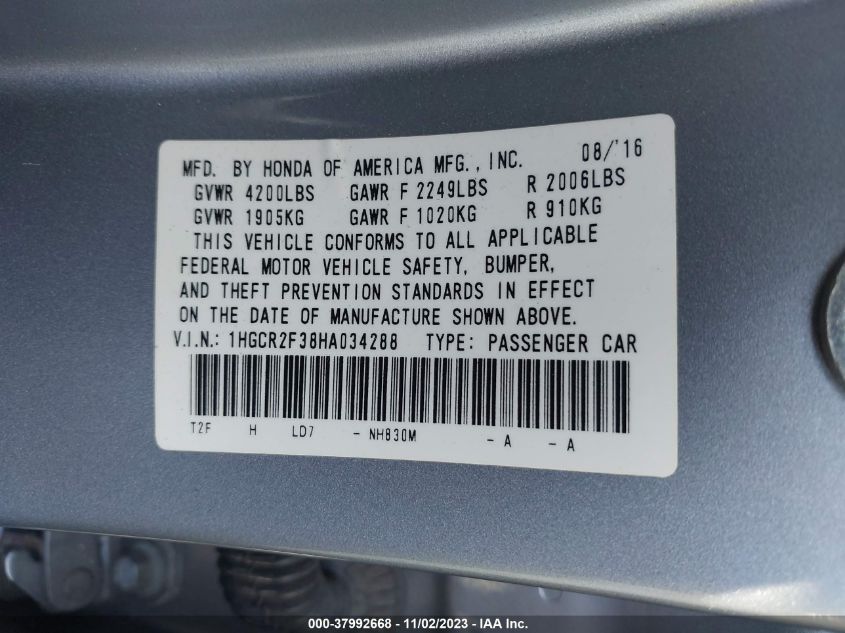 MFD. BY HONDA OF AMERICA MFG., INC. 08/'16
GVWR 4200LBS GAWR F 2249LBS R 2006LBS
GVWR 1905KG GAWR F 1020KG R 910KG
THIS VEHICLE CONFORMS TO ALL APPLICABLE
FEDERAL MOTOR VEHICLE SAFETY, BUMPER,
AND THEFT PREVENTION STANDARDS IN EFFECT
ON THE DATE OF MANUFACTURE SHOWN ABOVE.
V.I.N.: 1HGCR2F38HA034288 TYPE: PASSENGER CAR
T2F H LD7 - NH830M - A - A
000-37992668 - 11/02/2023 - IAA Inc.